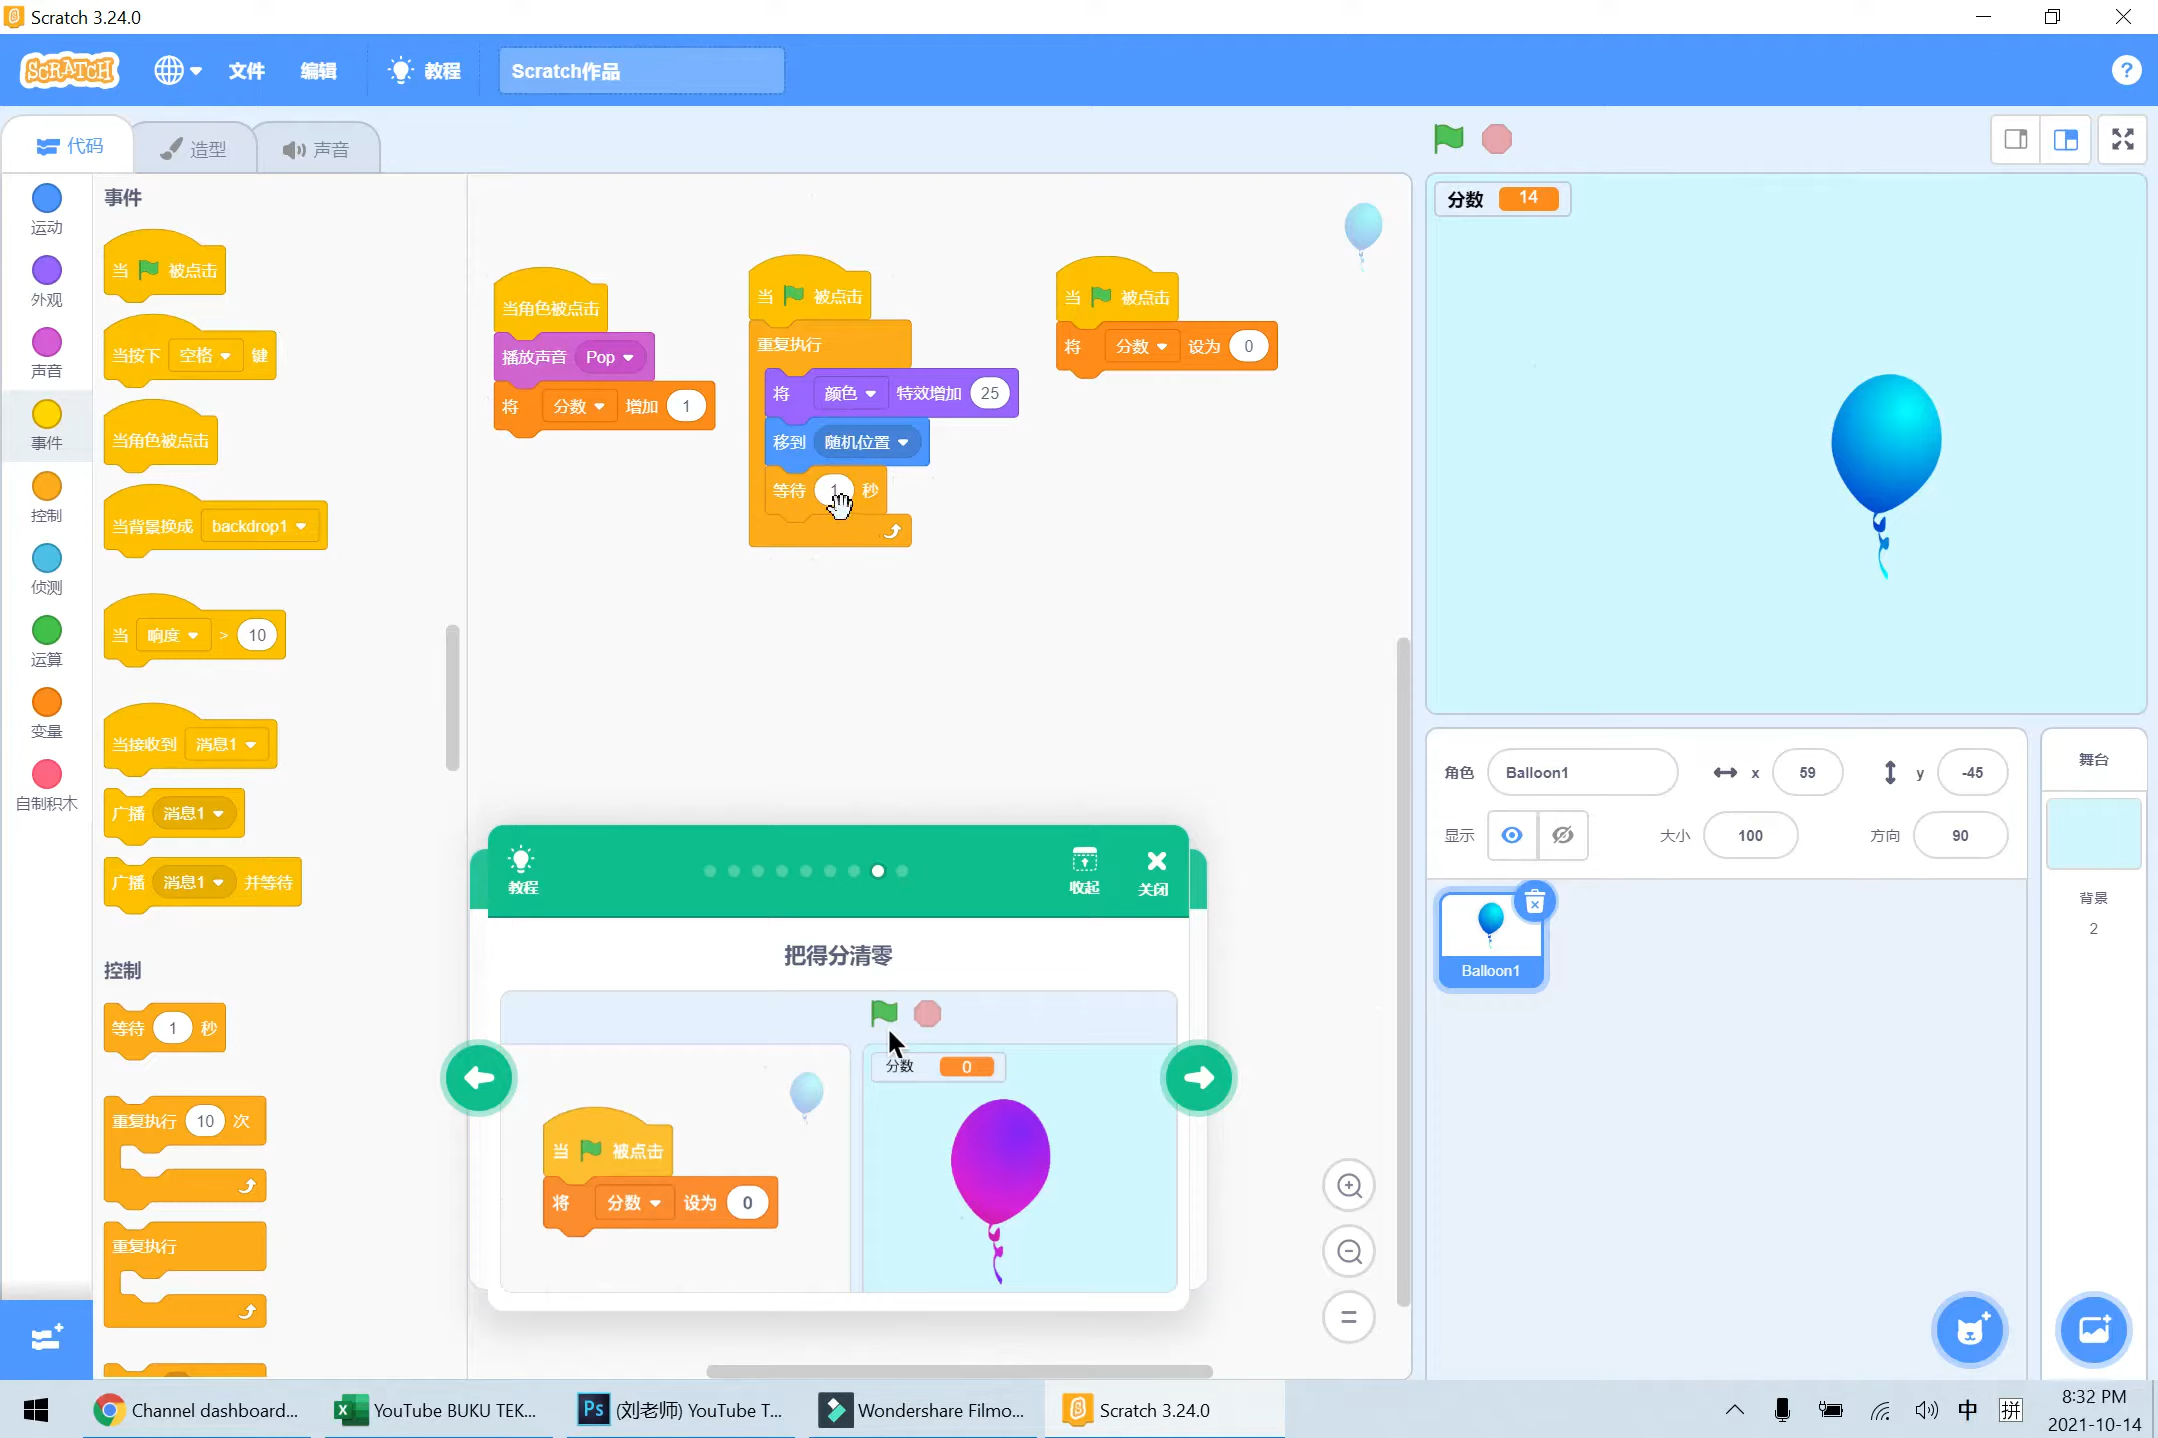 Scratch 3.24.0
SCRATCH
文件
编辑
教程
Scratch作品
?
代码
造型
声音
运动
外观
声音
事件
控制
侦测
运算
变量
自制积木
事件
当 被点击
当按下 空格 键
当角色被点击
当背景换成 backdrop1
当 响度 > 10
当接收到 消息1
广播 消息1
广播 消息1 并等待
控制
等待 1 秒
重复执行 10 次
重复执行
当角色被点击
播放声音 Pop
将 分数 增加 1
当 被点击
重复执行
将 颜色 特效增加 25
移到 随机位置
等待 1 秒
当 被点击
将 分数 设为 0
教程
收起
关闭
把得分清零
当 被点击
将 分数 设为 0
分数 0
分数 14
角色 Balloon1 x 59 y -45
显示 大小 100 方向 90
Balloon1
舞台
背景
2
Channel dashboard...
YouTube BUKU TEK...
Ps (刘老师) YouTube T...
Wondershare Filmo...
Scratch 3.24.0
中
拼
8:32 PM
2021-10-14